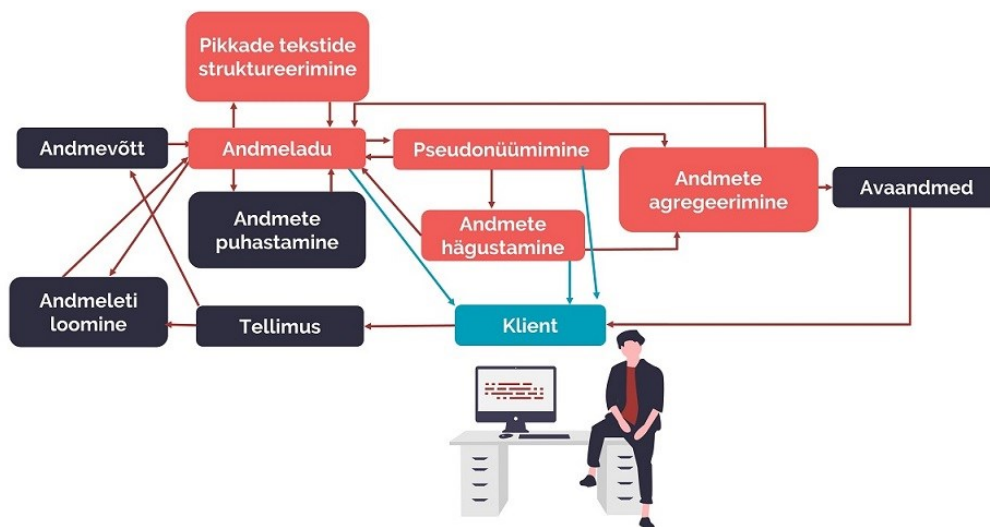 Pikkade tekstide
struktureerimine
Andmevõtt
Andmeladu
Pseudonüümimine
Andmete
agregeerimine
Avaandmed
Andmete
puhastamine
Andmete
hägustamine
Andmeleti
loomine
Tellimus
Klient